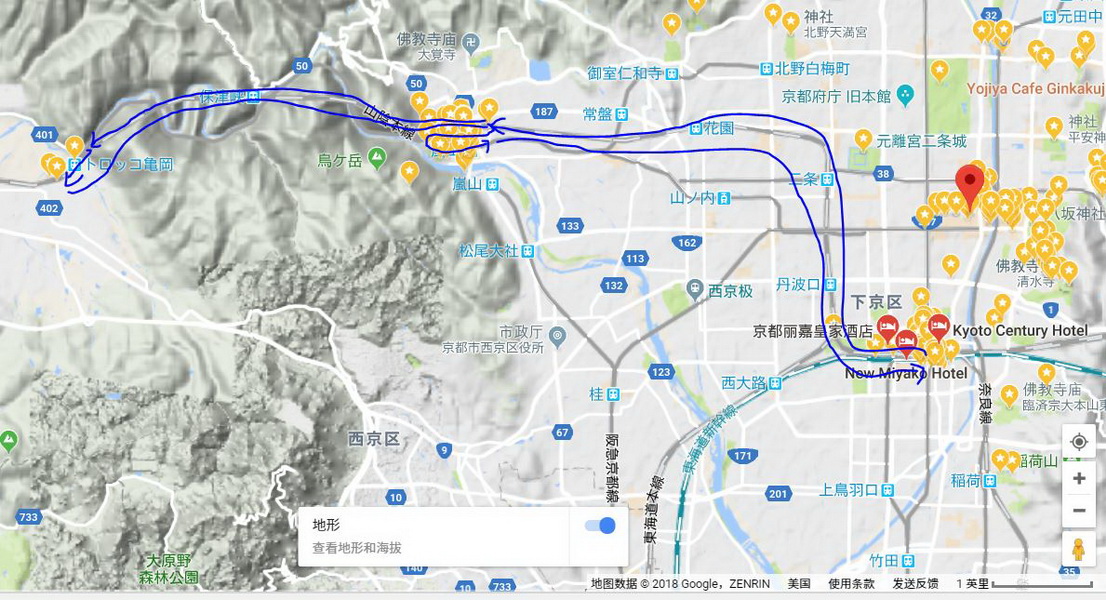 32
元田中
神社
北野天満宮
佛教寺庙
大覚寺
50
50
御室仁和寺
北野白梅町
Yojiya Cafe Ginkakuj
保津峡
187
常盤
京都府庁 旧本館
山陰本線
花園
401
元離宮二条城
神社
平安神
トロッコ亀岡
烏ケ岳
嵐山
二条
38
402
山ノ内
八坂神社
133
162
松尾大社
113
佛教寺
清水寺
132
西京极
丹波口
下京区
1
市政厅
京都市西京区役所
京都丽嘉皇家酒店
Kyoto Century Hotel
123
西大路
New Miyako Hotel
桂
奈良線
佛教寺庙
臨済宗大本山東
東海道新幹線
西京区
67
阪急京都線
9
171
稲荷山
東海道本線
10
201
上鳥羽口
稲荷
733
地形
查看地形和海拔
大原野
森林公園
140
竹田
35
10
733
地图数据 © 2018 Google，ZENRIN
美国
使用条款
发送反馈
1 英里